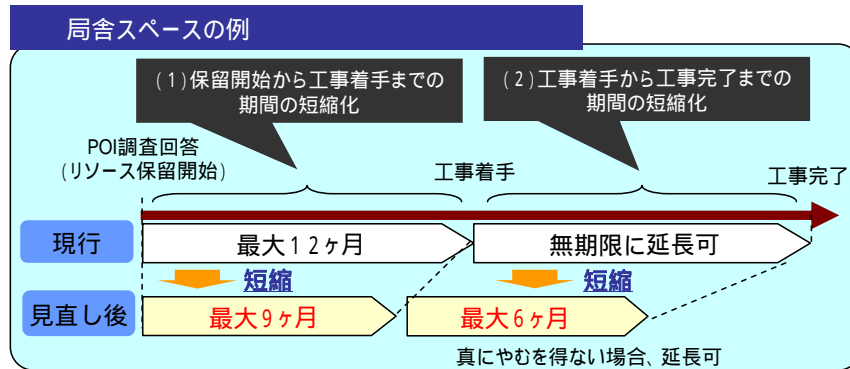 局舎スペースの例
(1)保留開始から工事着手までの
期間の短縮化
(2)工事着手から工事完了までの
期間の短縮化
POI調査回答
(リソース保留開始)
工事着手
工事完了
現行
最大12ヶ月
無期限に延長可
短縮
短縮
見直し後
最大9ヶ月
最大6ヶ月
真にやむを得ない場合、延長可